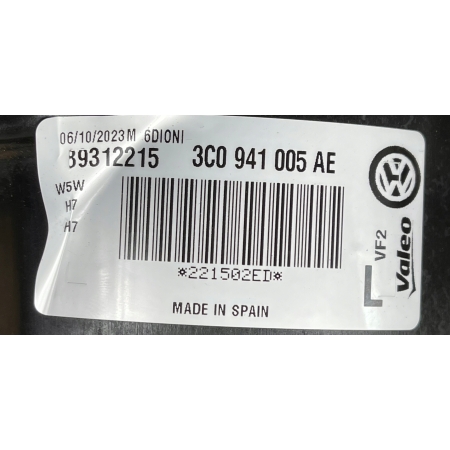 06/10/2023M 6DIONI
89312215 3C0 941 005 AE
W5W
H7
H7
*221502ED*
MADE IN SPAIN
VF2
L
Valeo